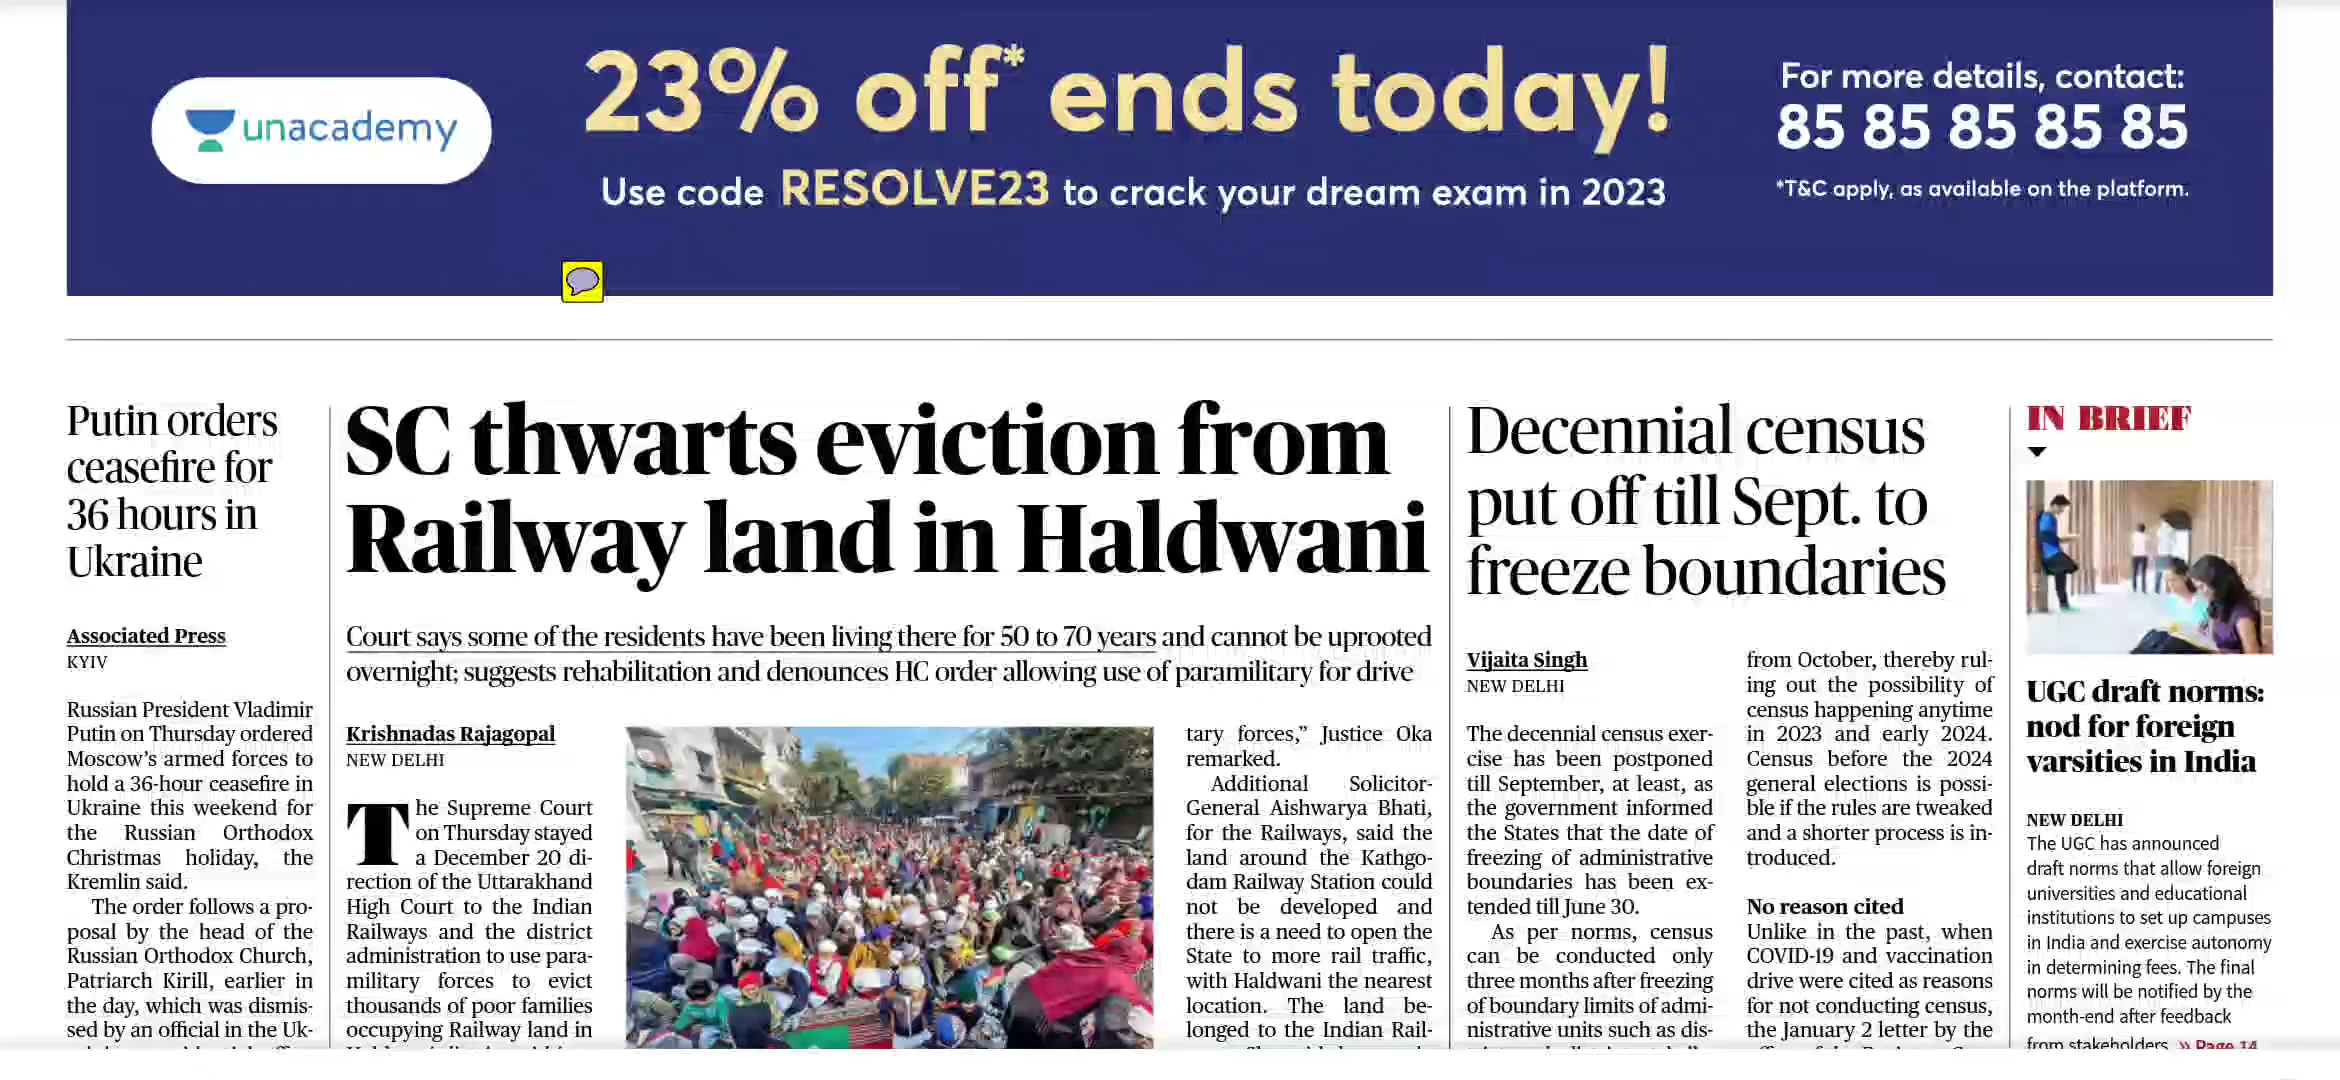 unacademy
23% off* ends today!
Use code RESOLVE23 to crack your dream exam in 2023
For more details, contact:
85 85 85 85 85
*T&C apply, as available on the platform.
Putin orders
ceasefire for
36 hours in
Ukraine
Associated Press
KYIV
Russian President Vladimir
Putin on Thursday ordered
Moscow's armed forces to
hold a 36-hour ceasefire in
Ukraine this weekend for
the Russian Orthodox
Christmas holiday, the
Kremlin said.
The order follows a pro-
posal by the head of the
Russian Orthodox Church,
Patriarch Kirill, earlier in
the day, which was dismis-
sed by an official in the Uk-
SC thwarts eviction from
Railway land in Haldwani
Court says some of the residents have been living there for 50 to 70 years and cannot be uprooted
overnight; suggests rehabilitation and denounces HC order allowing use of paramilitary for drive
Krishnadas Rajagopal
NEW DELHI
The Supreme Court
on Thursday stayed
a December 20 di-
rection of the Uttarakhand
High Court to the Indian
Railways and the district
administration to use para-
military forces to evict
thousands of poor families
occupying Railway land in
tary forces," Justice Oka
remarked.
Additional Solicitor-
General Aishwarya Bhati,
for the Railways, said the
land around the Kathgo-
dam Railway Station could
not be developed and
there is a need to open the
State to more rail traffic,
with Haldwani the nearest
location. The land be-
longed to the Indian Rail-
Decennial census
put off till Sept. to
freeze boundaries
Vijaita Singh
NEW DELHI
The decennial census exer-
cise has been postponed
till September, at least, as
the government informed
the States that the date of
freezing of administrative
boundaries has been ex-
tended till June 30.
As per norms, census
can be conducted only
three months after freezing
of boundary limits of admi-
nistrative units such as dis-
from October, thereby rul-
ing out the possibility of
census happening anytime
in 2023 and early 2024.
Census before the 2024
general elections is possi-
ble if the rules are tweaked
and a shorter process is in-
troduced.
No reason cited
Unlike in the past, when
COVID-19 and vaccination
drive were cited as reasons
for not conducting census,
the January 2 letter by the
IN BRIEF
UGC draft norms:
nod for foreign
varsities in India
NEW DELHI
The UGC has announced
draft norms that allow foreign
universities and educational
institutions to set up campuses
in India and exercise autonomy
in determining fees. The final
norms will be notified by the
month-end after feedback
from stakeholders. » Page 14